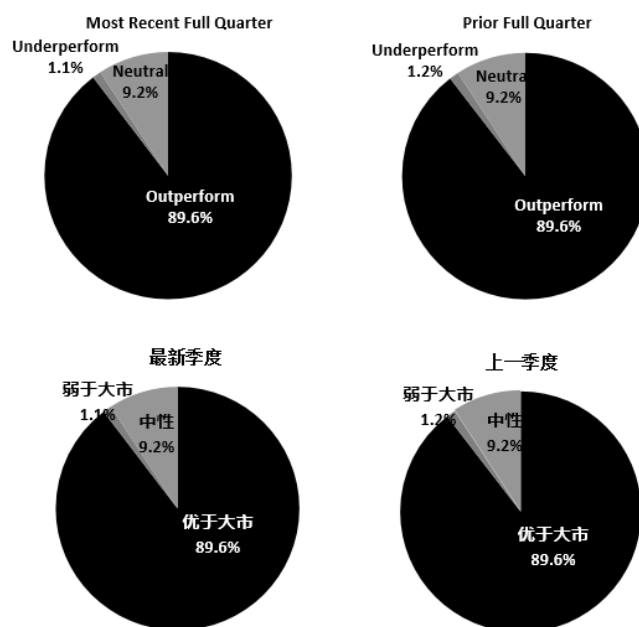 Most Recent Full Quarter
Underperform
1.1%
Neutral
9.2%
Outperform
89.6%
Prior Full Quarter
Underperform
1.2%
Neutra
9.2%
Outperform
89.6%
最新季度
弱于大市
1.1%
中性
9.2%
优于大市
89.6%
上一季度
弱于大市
1.2%
中性
9.2%
优于大市
89.6%